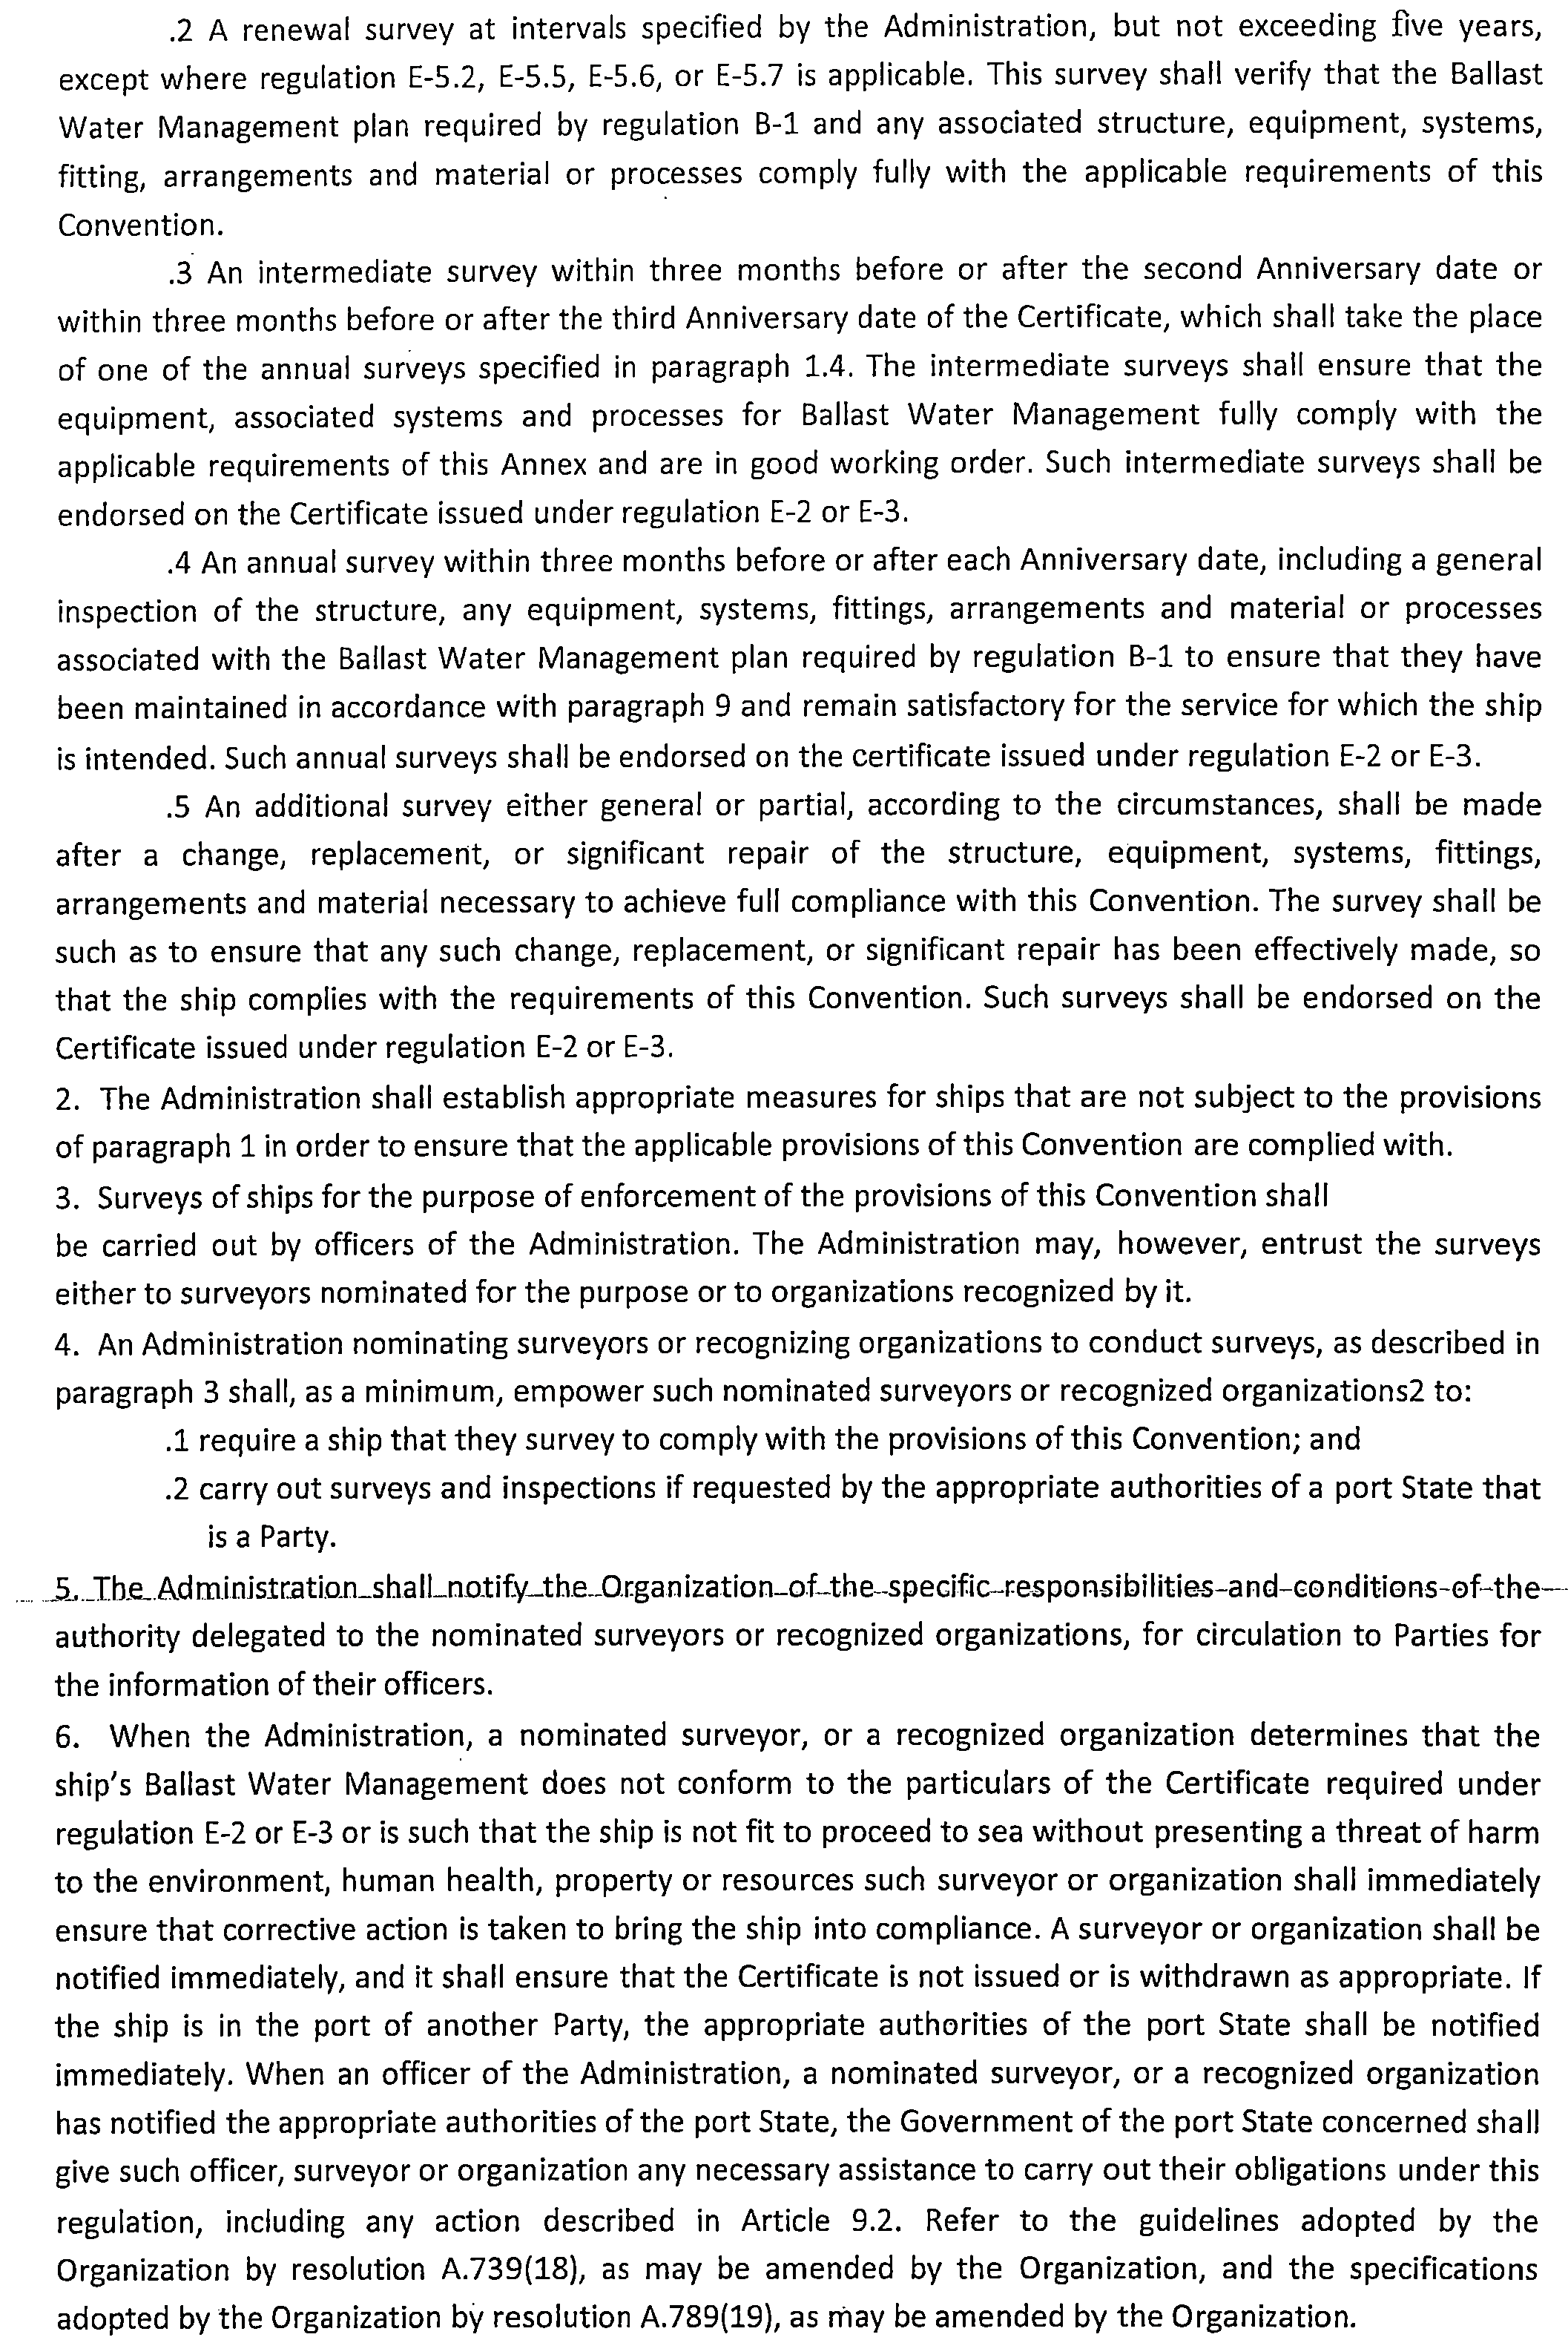 .2 A renewal survey at intervals specified by the Administration, but not exceeding five years,
except where regulation E-5.2, E-5.5, E-5.6, or E-5.7 is applicable. This survey shall verify that the Ballast
Water Management plan required by regulation B-1 and any associated structure, equipment, systems,
fitting, arrangements and material or processes comply fully with the applicable requirements of this
Convention.
.3 An intermediate survey within three months before or after the second Anniversary date or
within three months before or after the third Anniversary date of the Certificate, which shall take the place
of one of the annual surveys specified in paragraph 1.4. The intermediate surveys shall ensure that the
equipment, associated systems and processes for Ballast Water Management fully comply with the
applicable requirements of this Annex and are in good working order. Such intermediate surveys shall be
endorsed on the Certificate issued under regulation E-2 or E-3.
.4 An annual survey within three months before or after each Anniversary date, including a general
inspection of the structure, any equipment, systems, fittings, arrangements and material or processes
associated with the Ballast Water Management plan required by regulation B-1 to ensure that they have
been maintained in accordance with paragraph 9 and remain satisfactory for the service for which the ship
is intended. Such annual surveys shall be endorsed on the certificate issued under regulation E-2 or E-3.
.5 An additional survey either general or partial, according to the circumstances, shall be made
after a change, replacement, or significant repair of the structure, equipment, systems, fittings,
arrangements and material necessary to achieve full compliance with this Convention. The survey shall be
such as to ensure that any such change, replacement, or significant repair has been effectively made, so
that the ship complies with the requirements of this Convention. Such surveys shall be endorsed on the
Certificate issued under regulation E-2 or E-3.
2. The Administration shall establish appropriate measures for ships that are not subject to the provisions
of paragraph 1 in order to ensure that the applicable provisions of this Convention are complied with.
3. Surveys of ships for the purpose of enforcement of the provisions of this Convention shall
be carried out by officers of the Administration. The Administration may, however, entrust the surveys
either to surveyors nominated for the purpose or to organizations recognized by it.
4. An Administration nominating surveyors or recognizing organizations to conduct surveys, as described in
paragraph 3 shall, as a minimum, empower such nominated surveyors or recognized organizations2 to:
.1 require a ship that they survey to comply with the provisions of this Convention; and
.2 carry out surveys and inspections if requested by the appropriate authorities of a port State that
is a Party.
5. The Administration shall notify the Organization of the specific responsibilities and conditions of the
authority delegated to the nominated surveyors or recognized organizations, for circulation to Parties for
the information of their officers.
6. When the Administration, a nominated surveyor, or a recognized organization determines that the
ship's Ballast Water Management does not conform to the particulars of the Certificate required under
regulation E-2 or E-3 or is such that the ship is not fit to proceed to sea without presenting a threat of harm
to the environment, human health, property or resources such surveyor or organization shall immediately
ensure that corrective action is taken to bring the ship into compliance. A surveyor or organization shall be
notified immediately, and it shall ensure that the Certificate is not issued or is withdrawn as appropriate. If
the ship is in the port of another Party, the appropriate authorities of the port State shall be notified
immediately. When an officer of the Administration, a nominated surveyor, or a recognized organization
has notified the appropriate authorities of the port State, the Government of the port State concerned shall
give such officer, surveyor or organization any necessary assistance to carry out their obligations under this
regulation, including any action described in Article 9.2. Refer to the guidelines adopted by the
Organization by resolution A.739(18), as may be amended by the Organization, and the specifications
adopted by the Organization by resolution A.789(19), as may be amended by the Organization.